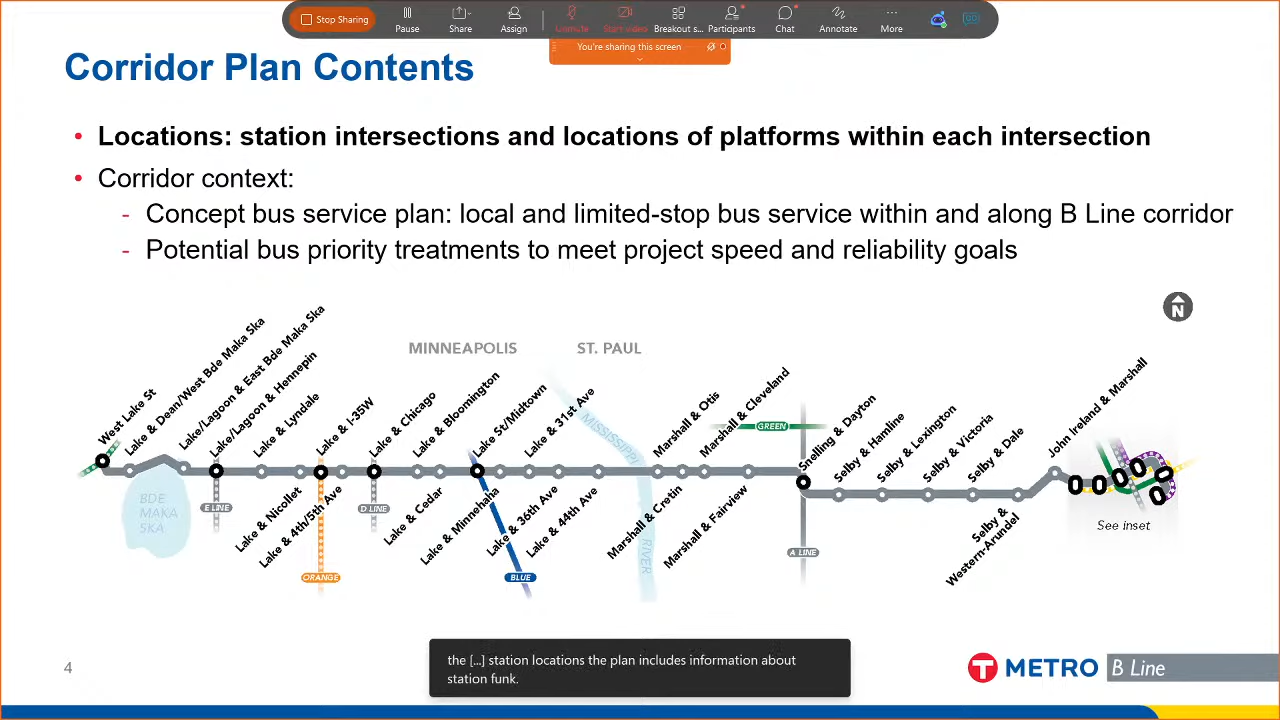 Stop Sharing
Pause
Share
Assign
Unmute
Start video
Breakout s...
Participants
Chat
Annotate
More
You're sharing this screen
Corridor Plan Contents
• Locations: station intersections and locations of platforms within each intersection
• Corridor context:
- Concept bus service plan: local and limited-stop bus service within and along B Line corridor
- Potential bus priority treatments to meet project speed and reliability goals
N
MINNEAPOLIS
ST. PAUL
West Lake St
Lake & Dean/West Bde Maka Ska
Lake/Lagoon & East Bde Maka Ska
Lake/Lagoon & Hennepin
Lake & Lyndale
Lake & I-35W
Lake & Chicago
Lake & Bloomington
Lake St/Midtown
Lake & 31st Ave
Marshall & Otis
Marshall & Cleveland
Snelling & Dayton
Selby & Hamline
Selby & Lexington
Selby & Victoria
Selby & Dale
John Ireland & Marshall
GREEN
MISSISSIPPI
RIVER
BDE
MAKA
SKA
E LINE
D LINE
Lake & Nicollet
Lake & 4th/5th Ave
Lake & Cedar
Lake & Minnehaha
Lake & 36th Ave
Lake & 44th Ave
Marshall & Cretin
Marshall & Fairview
Selby &
Western-Arundel
See inset
A LINE
ORANGE
BLUE
the [...] station locations the plan includes information about
station funk.
4
T METRO B Line